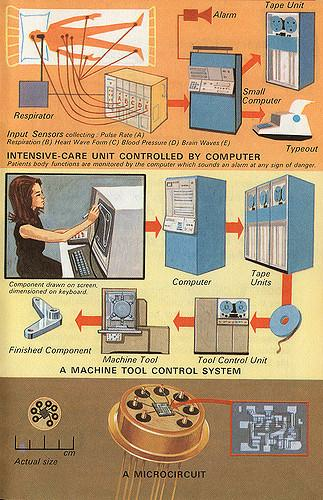 Tape Unit
Alarm
Small
Computer
Respirator
Typeout
Input Sensors collecting: Pulse Rate (A)
Respiration (B) Heart Wave Form (C) Blood Pressure (D) Brain Waves (E)
INTENSIVE-CARE UNIT CONTROLLED BY COMPUTER
Patients body functions are monitored by the computer which sounds an alarm at any sign of danger.
Component drawn on screen,
dimensioned on keyboard.
Computer
Tape
Units
Finished Component
Machine Tool
Tool Control Unit
A MACHINE TOOL CONTROL SYSTEM
cm
Actual size
A MICROCIRCUIT